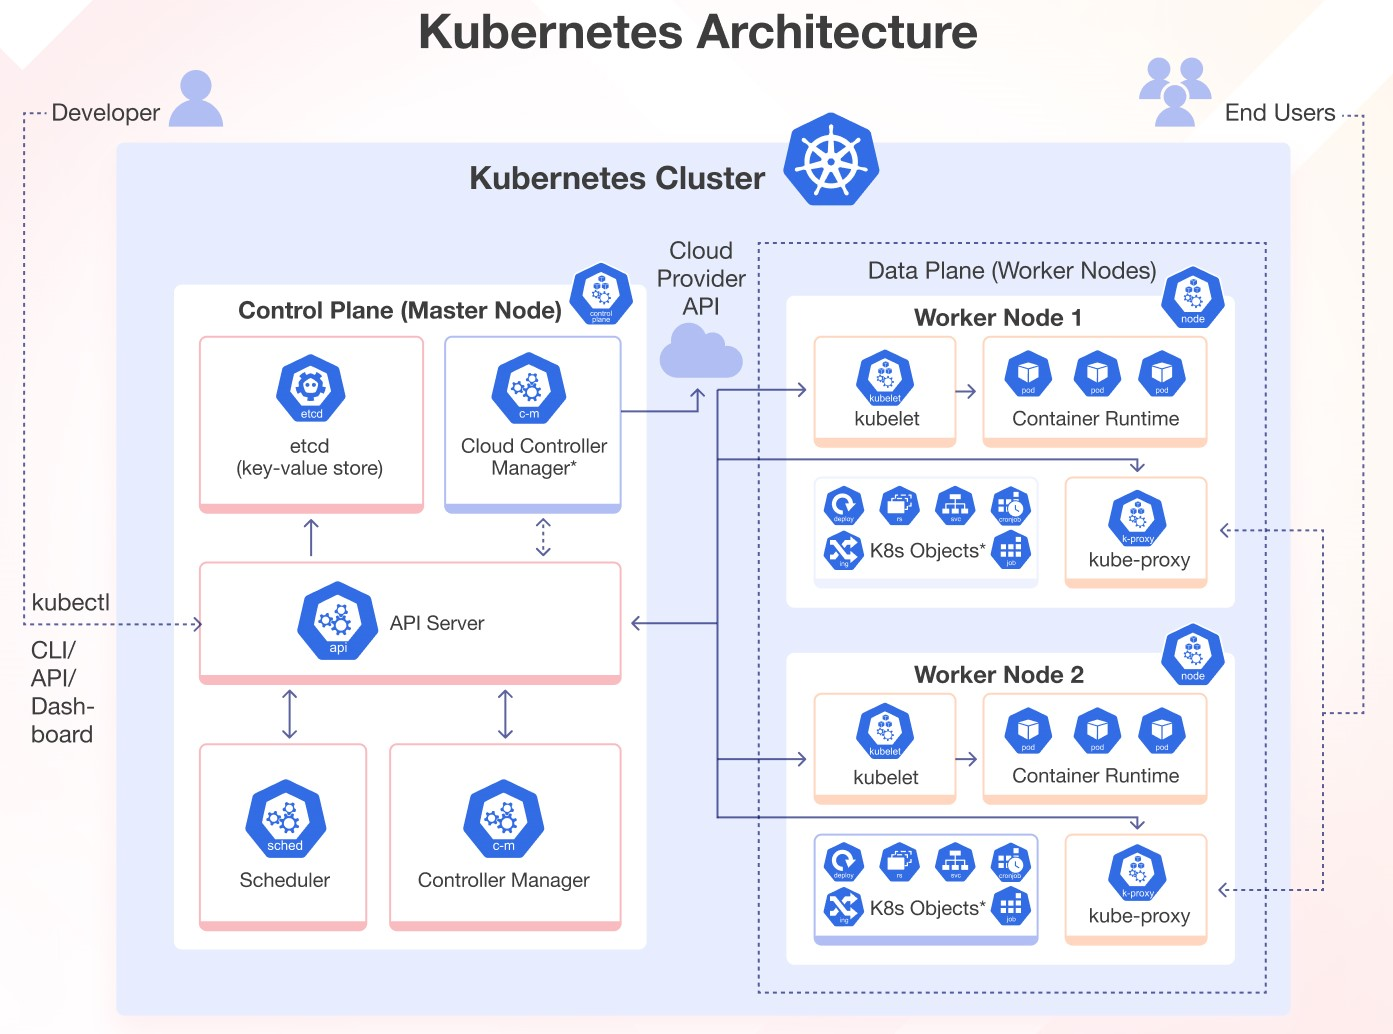 Kubernetes Architecture
Developer
End Users
Kubernetes Cluster
Cloud
Provider
API
Data Plane (Worker Nodes)
Control Plane (Master Node)
control
plane
node
Worker Node 1
etcd
etcd
(key-value store)
c-m
Cloud Controller
Manager*
kubelet
kubelet
pod
pod
pod
Container Runtime
deploy
rs
svc
cronjob
ing
K8s Objects*
job
k-proxy
kube-proxy
kubectl
CLI/
API/
Dash-
board
api
API Server
node
Worker Node 2
kubelet
kubelet
pod
pod
pod
Container Runtime
sched
Scheduler
c-m
Controller Manager
deploy
rs
svc
cronjob
ing
K8s Objects*
job
k-proxy
kube-proxy